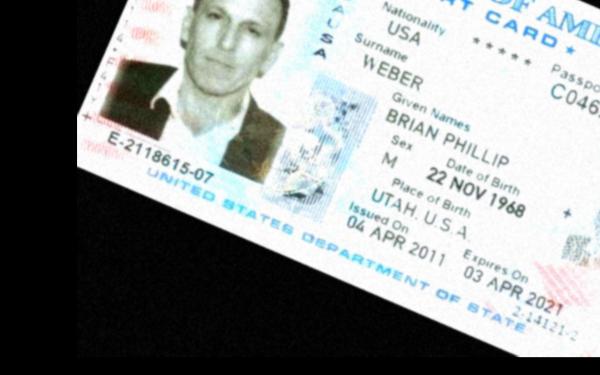 OF AM
RT CARD ★
Nationality
USA
★★★★★
Passpo
C046
USA
Surname
WEBER
Given Names
BRIAN PHILLIP
Sex
M
Date of Birth
22 NOV 1968
Place of Birth
UTAH, U.S.A.
Issued On
04 APR 2011
Expires On
03 APR 2021
E-2118615-07
2-14121-2
UNITED STATES DEPARTMENT OF STATE